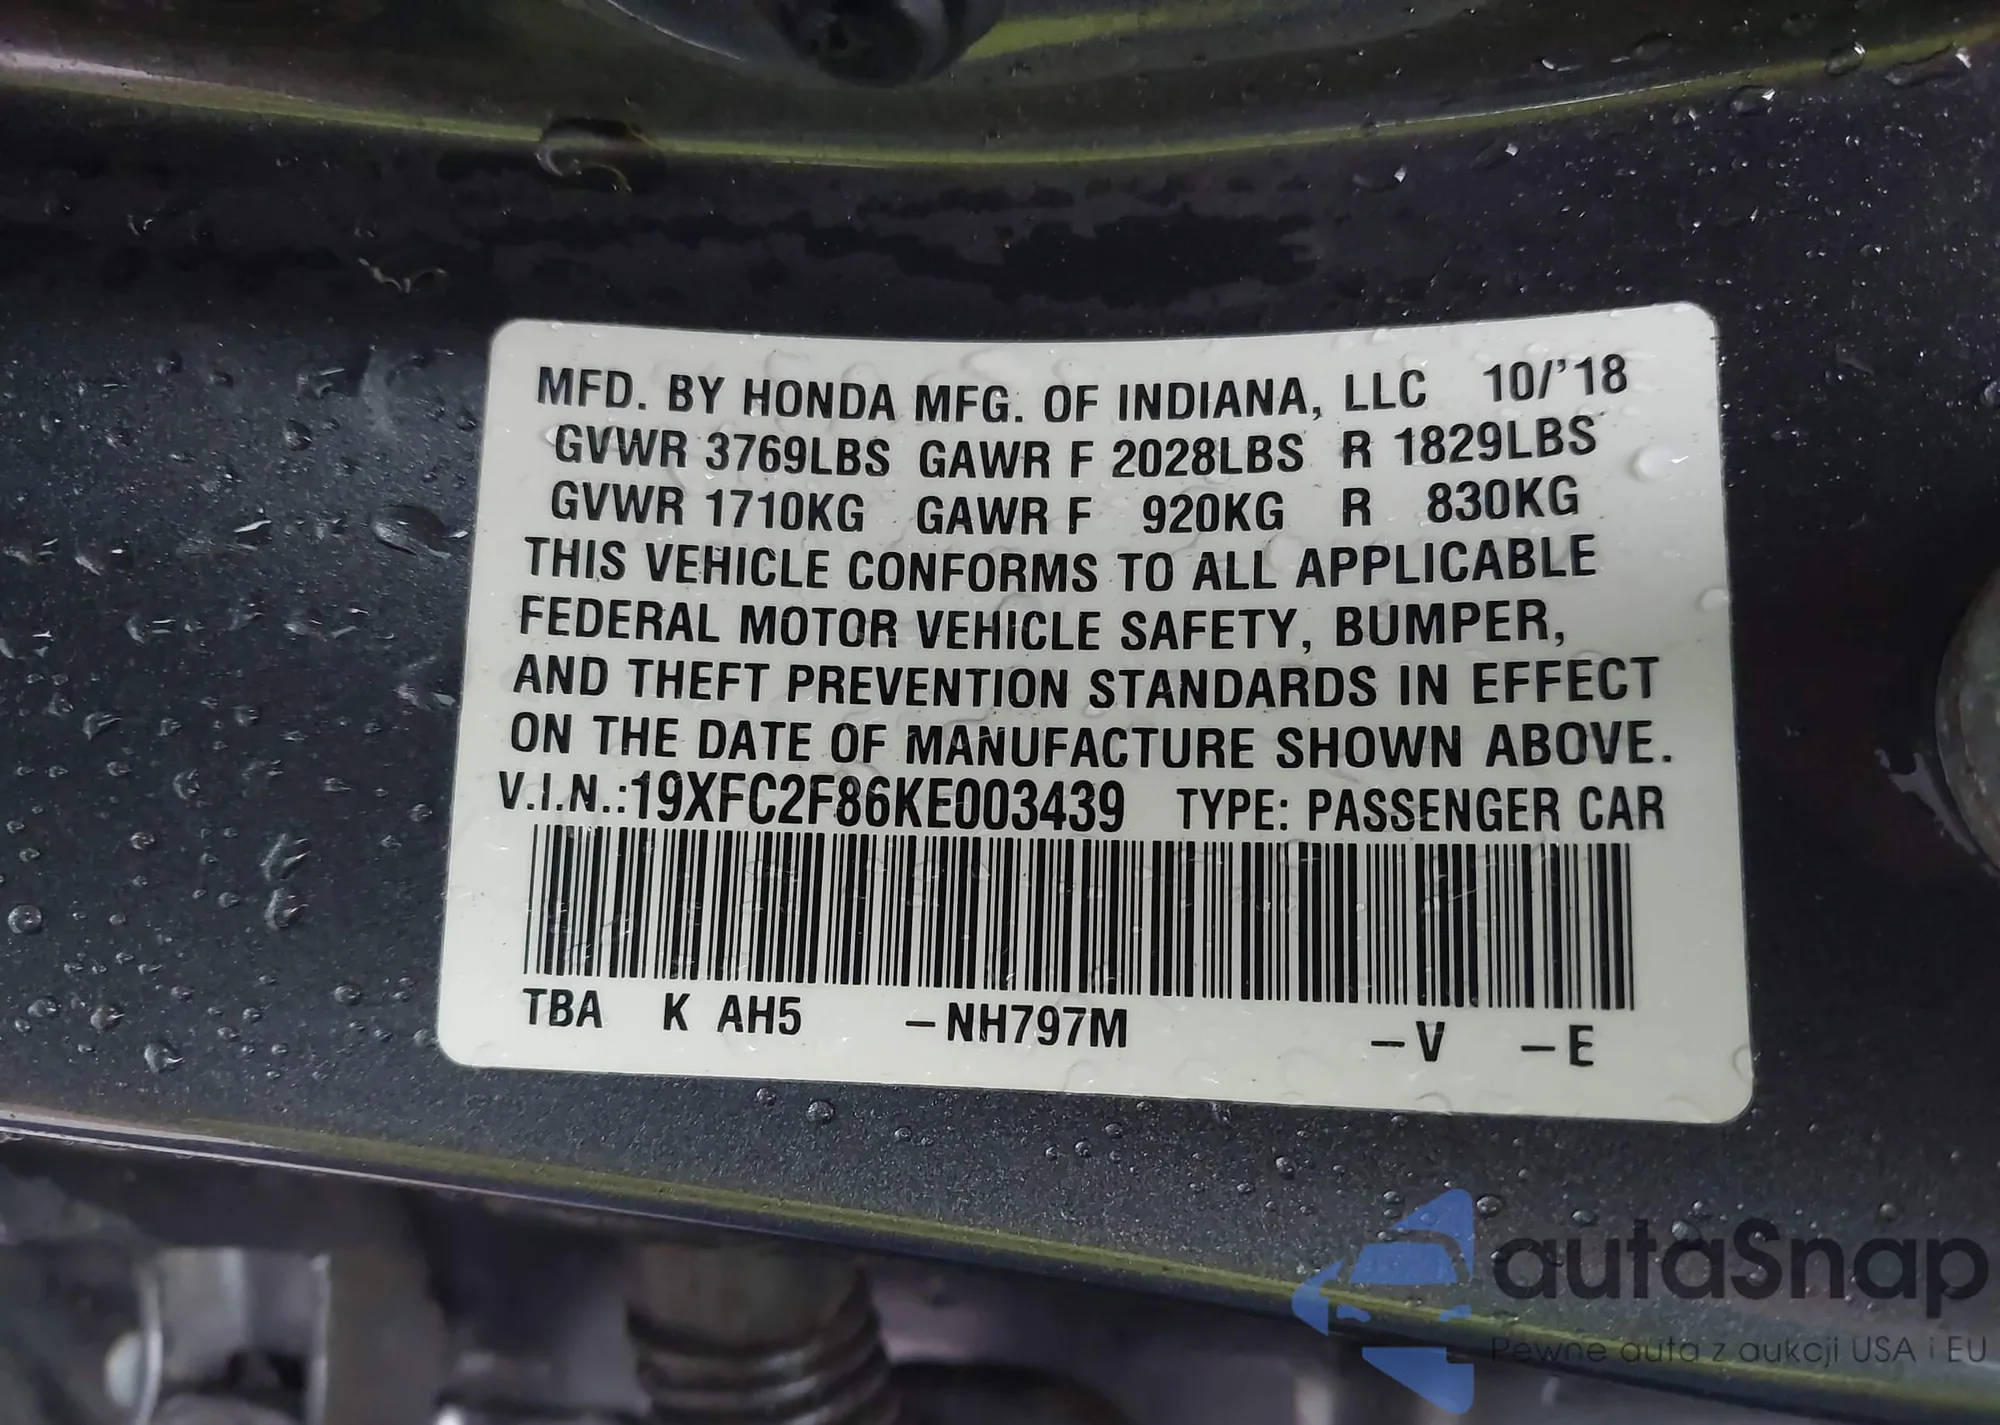 MFD. BY HONDA MFG. OF INDIANA, LLC 10/'18
GVWR 3769LBS GAWR F 2028LBS R 1829LBS
GVWR 1710KG GAWR F 920KG R 830KG
THIS VEHICLE CONFORMS TO ALL APPLICABLE
FEDERAL MOTOR VEHICLE SAFETY, BUMPER,
AND THEFT PREVENTION STANDARDS IN EFFECT
ON THE DATE OF MANUFACTURE SHOWN ABOVE.
V.I.N.:19XFC2F86KE003439 TYPE: PASSENGER CAR
TBA K AH5 –NH797M –V –E
autaSnap
Pewne auta z aukcji USA i EU